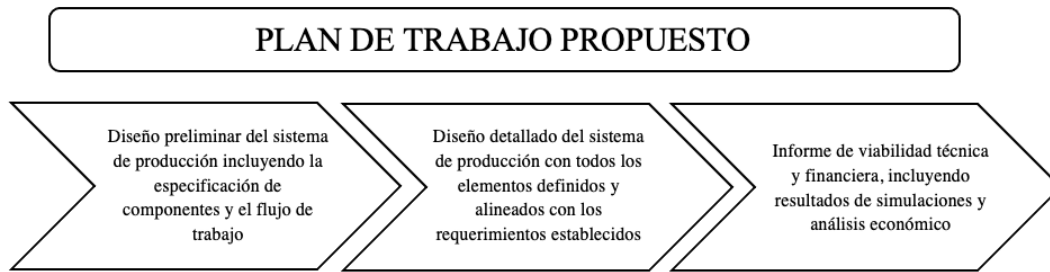 PLAN DE TRABAJO PROPUESTO
Diseño preliminar del sistema
de producción incluyendo la
especificación de
componentes y el flujo de
trabajo
Diseño detallado del sistema
de producción con todos los
elementos definidos y
alineados con los
requerimientos establecidos
Informe de viabilidad técnica
y financiera, incluyendo
resultados de simulaciones y
análisis económico